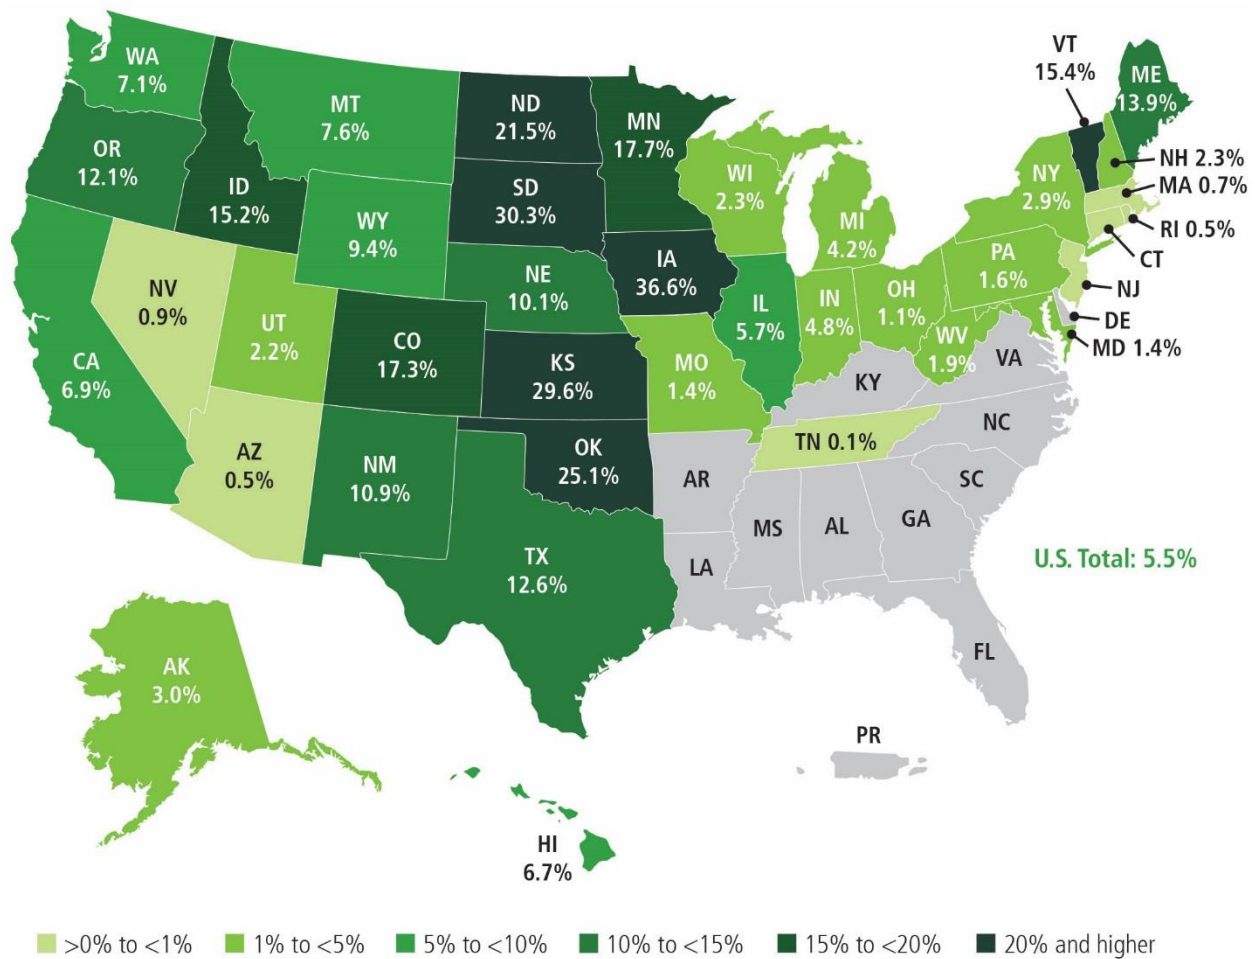 WA
7.1%
MT
7.6%
ND
21.5%
MN
17.7%
VT
15.4%
ME
13.9%
OR
12.1%
ID
15.2%
WY
9.4%
SD
30.3%
WI
2.3%
MI
4.2%
NY
2.9%
NH 2.3%
MA 0.7%
RI 0.5%
CT
NJ
DE
MD 1.4%
NV
0.9%
UT
2.2%
CO
17.3%
NE
10.1%
IA
36.6%
IL
5.7%
IN
4.8%
OH
1.1%
PA
1.6%
WV
1.9%
VA
CA
6.9%
KS
29.6%
MO
1.4%
KY
NC
AZ
0.5%
NM
10.9%
OK
25.1%
AR
TN 0.1%
SC
TX
12.6%
LA
MS
AL
GA
FL
U.S. Total: 5.5%
AK
3.0%
HI
6.7%
PR
>0% to <1%
1% to <5%
5% to <10%
10% to <15%
15% to <20%
20% and higher